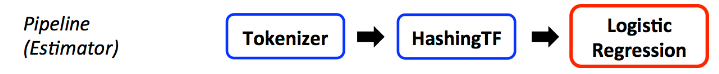 Pipeline
(Estimator)
Tokenizer
HashingTF
Logistic
Regression